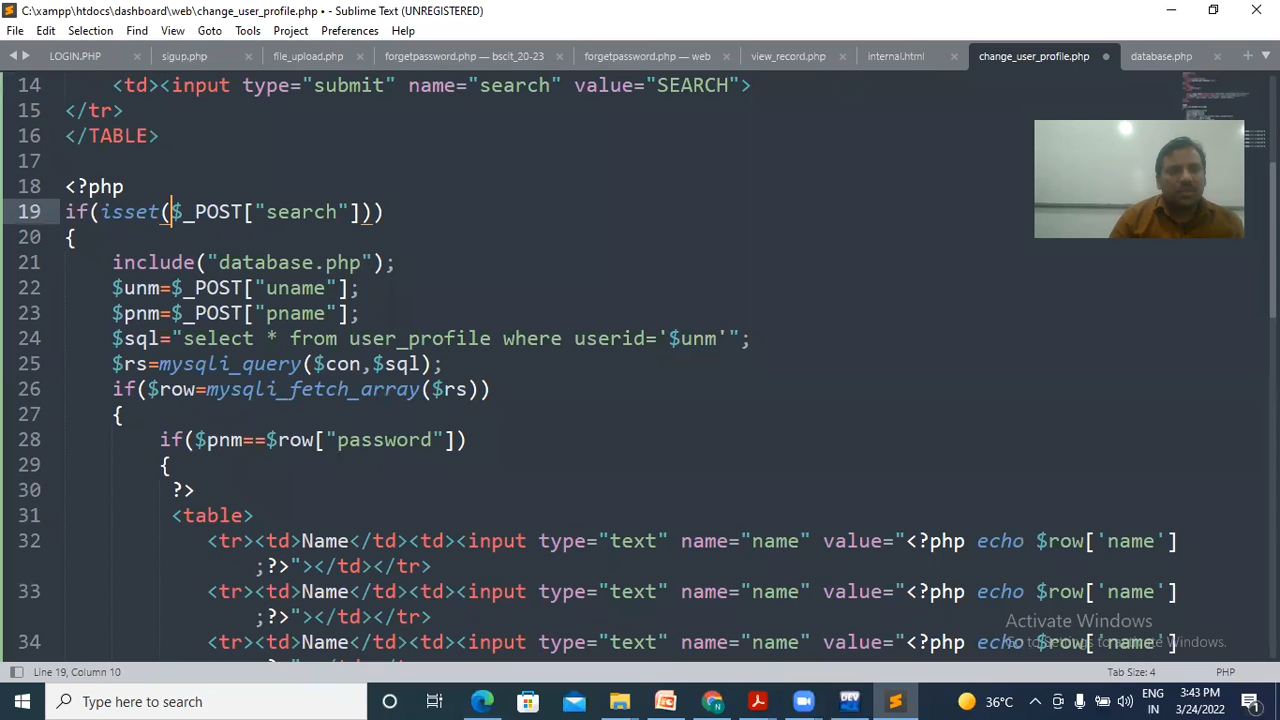 C:\xampp\htdocs\dashboard\web\change_user_profile.php • - Sublime Text (UNREGISTERED)
File Edit Selection Find View Goto Tools Project Preferences Help
LOGIN.PHP sigup.php file_upload.php forgetpassword.php — bscit_20-23 forgetpassword.php — web view_record.php internal.html change_user_profile.php database.php
14 <td><input type="submit" name="search" value="SEARCH">
15 </tr>
16 </TABLE>
17
18 <?php
19 if(isset($_POST["search"]))
20 {
21 include("database.php");
22 $unm=$_POST["uname"];
23 $pnm=$_POST["pname"];
24 $sql="select * from user_profile where userid='$unm'";
25 $rs=mysqli_query($con,$sql);
26 if($row=mysqli_fetch_array($rs))
27 {
28 if($pnm==$row["password"])
29 {
30 ?>
31 <table>
32 <tr><td>Name</td><td><input type="text" name="name" value="<?php echo $row['name']
;?>"></td></tr>
33 <tr><td>Name</td><td><input type="text" name="name" value="<?php echo $row['name']
;?>"></td></tr>
34 <tr><td>Name</td><td><input type="text" name="name" value="<?php echo $row['name']
;?>"></td></tr>
Activate Windows
Go to Settings to activate Windows.
Line 19, Column 10 Tab Size: 4 PHP
Type here to search 36°C ENG IN 3:43 PM 3/24/2022